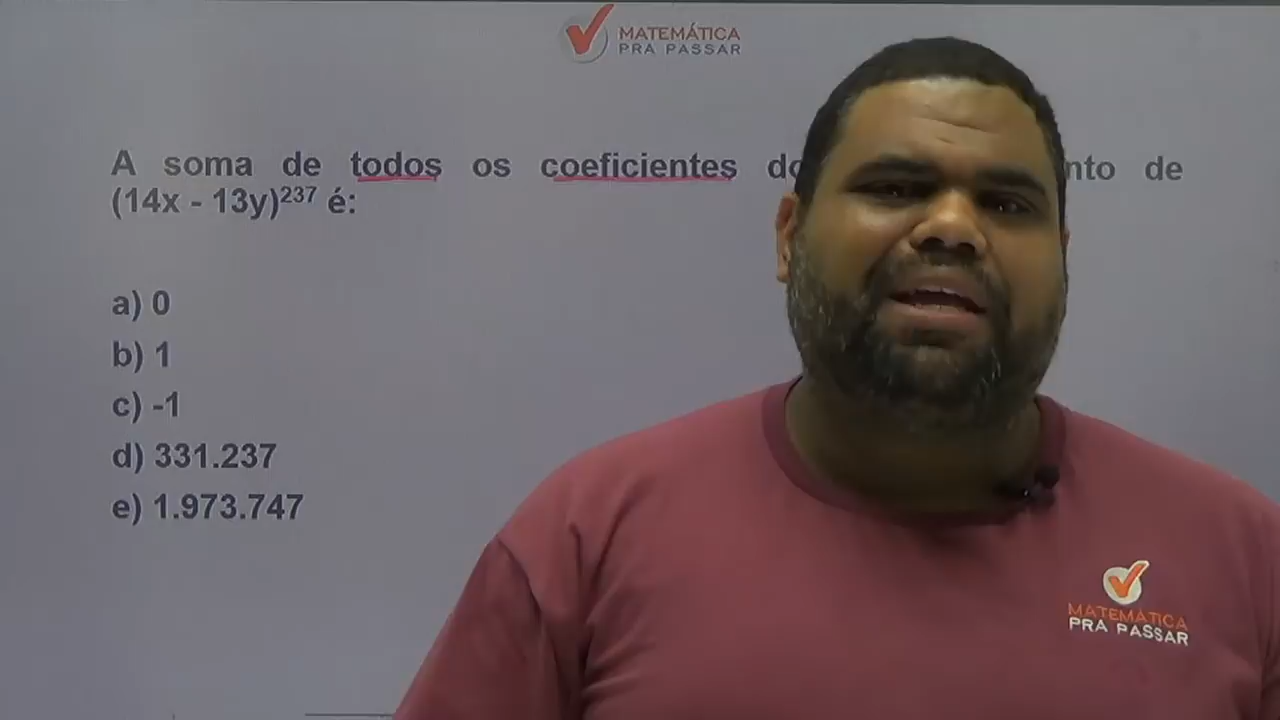 MATEMÁTICA
PRA PASSAR
A soma de todos os coeficientes do nto de
(14x - 13y)²³⁷ é:
a) 0
b) 1
c) -1
d) 331.237
e) 1.973.747
MATEMÁTICA
PRA PASSAR